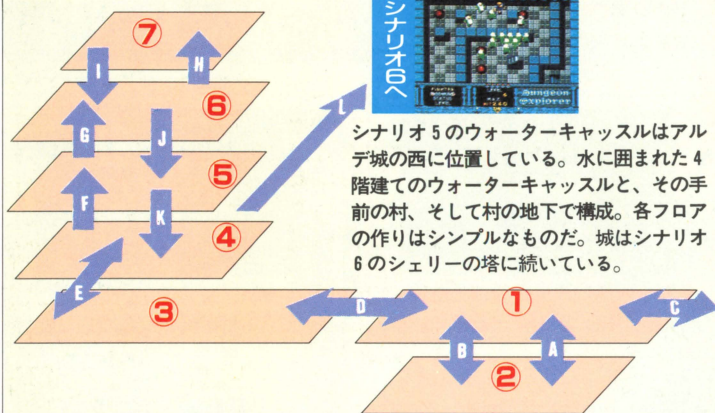 シナリオ6へ
Dungeon
explorer
シナリオ5のウォーターキャッスルはアル
デ城の西に位置している。水に囲まれた4
階建てのウォーターキャッスルと、その手
前の村、そして村の地下で構成。各フロア
の作りはシンプルなものだ。城はシナリオ
6のシェリーの塔に続いている。
⑦
I
H
⑥
L
G
J
⑤
F
K
④
E
③
D
①
C
B
A
②